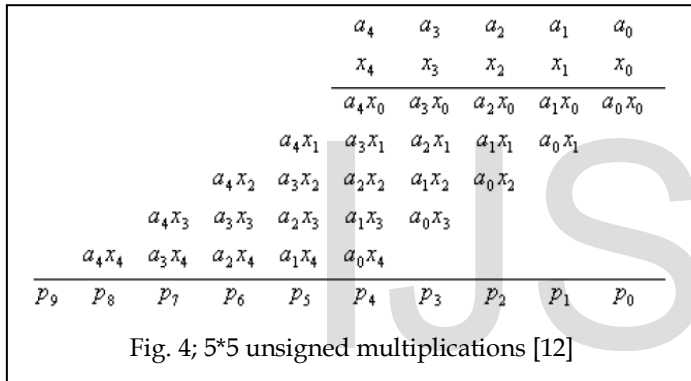 a₄ a₃ a₂ a₁ a₀
x₄ x₃ x₂ x₁ x₀
a₄x₀ a₃x₀ a₂x₀ a₁x₀ a₀x₀
a₄x₁ a₃x₁ a₂x₁ a₁x₁ a₀x₁
a₄x₂ a₃x₂ a₂x₂ a₁x₂ a₀x₂
a₄x₃ a₃x₃ a₂x₃ a₁x₃ a₀x₃
a₄x₄ a₃x₄ a₂x₄ a₁x₄ a₀x₄
p₉ p₈ p₇ p₆ p₅ p₄ p₃ p₂ p₁ p₀
Fig. 4; 5*5 unsigned multiplications [12]
IJS